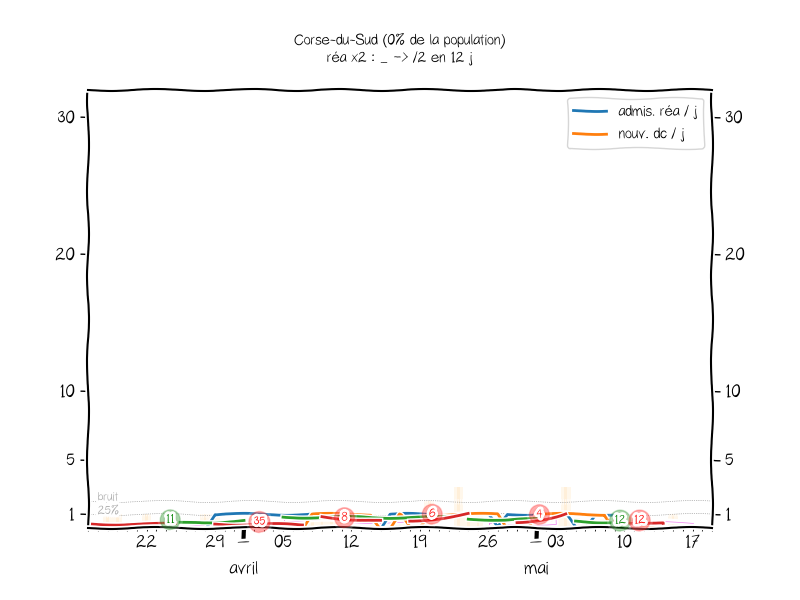 Corse-du-Sud (0% de la population)
réa x2 : _ -> /2 en 12 j
admis. réa / j
nouv. dc / j
30 30
20 20
10 10
5 5
bruit
25%
1 1
11 35 8 6 4 12 12
22 29 05 12 19 26 03 10 17
avril mai